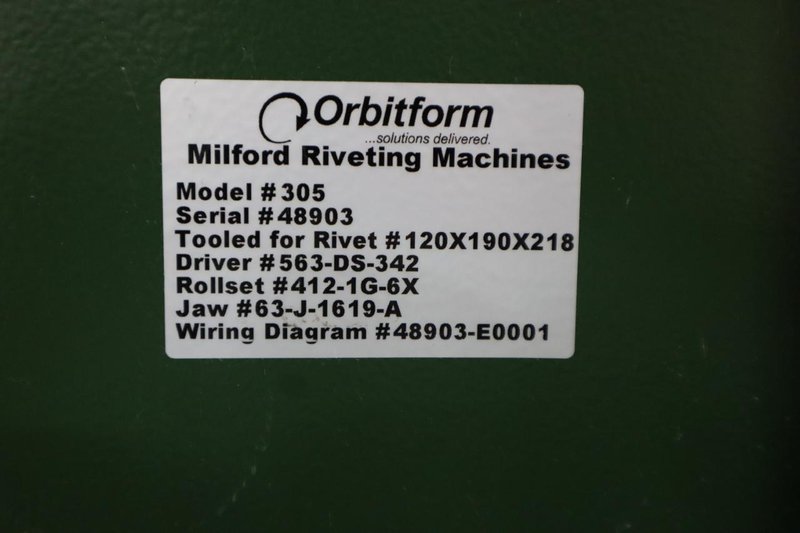 Orbitform
...solutions delivered.
Milford Riveting Machines
Model #305
Serial #48903
Tooled for Rivet #120X190X218
Driver #563-DS-342
Rollset #412-1G-6X
Jaw #63-J-1619-A
Wiring Diagram #48903-E0001